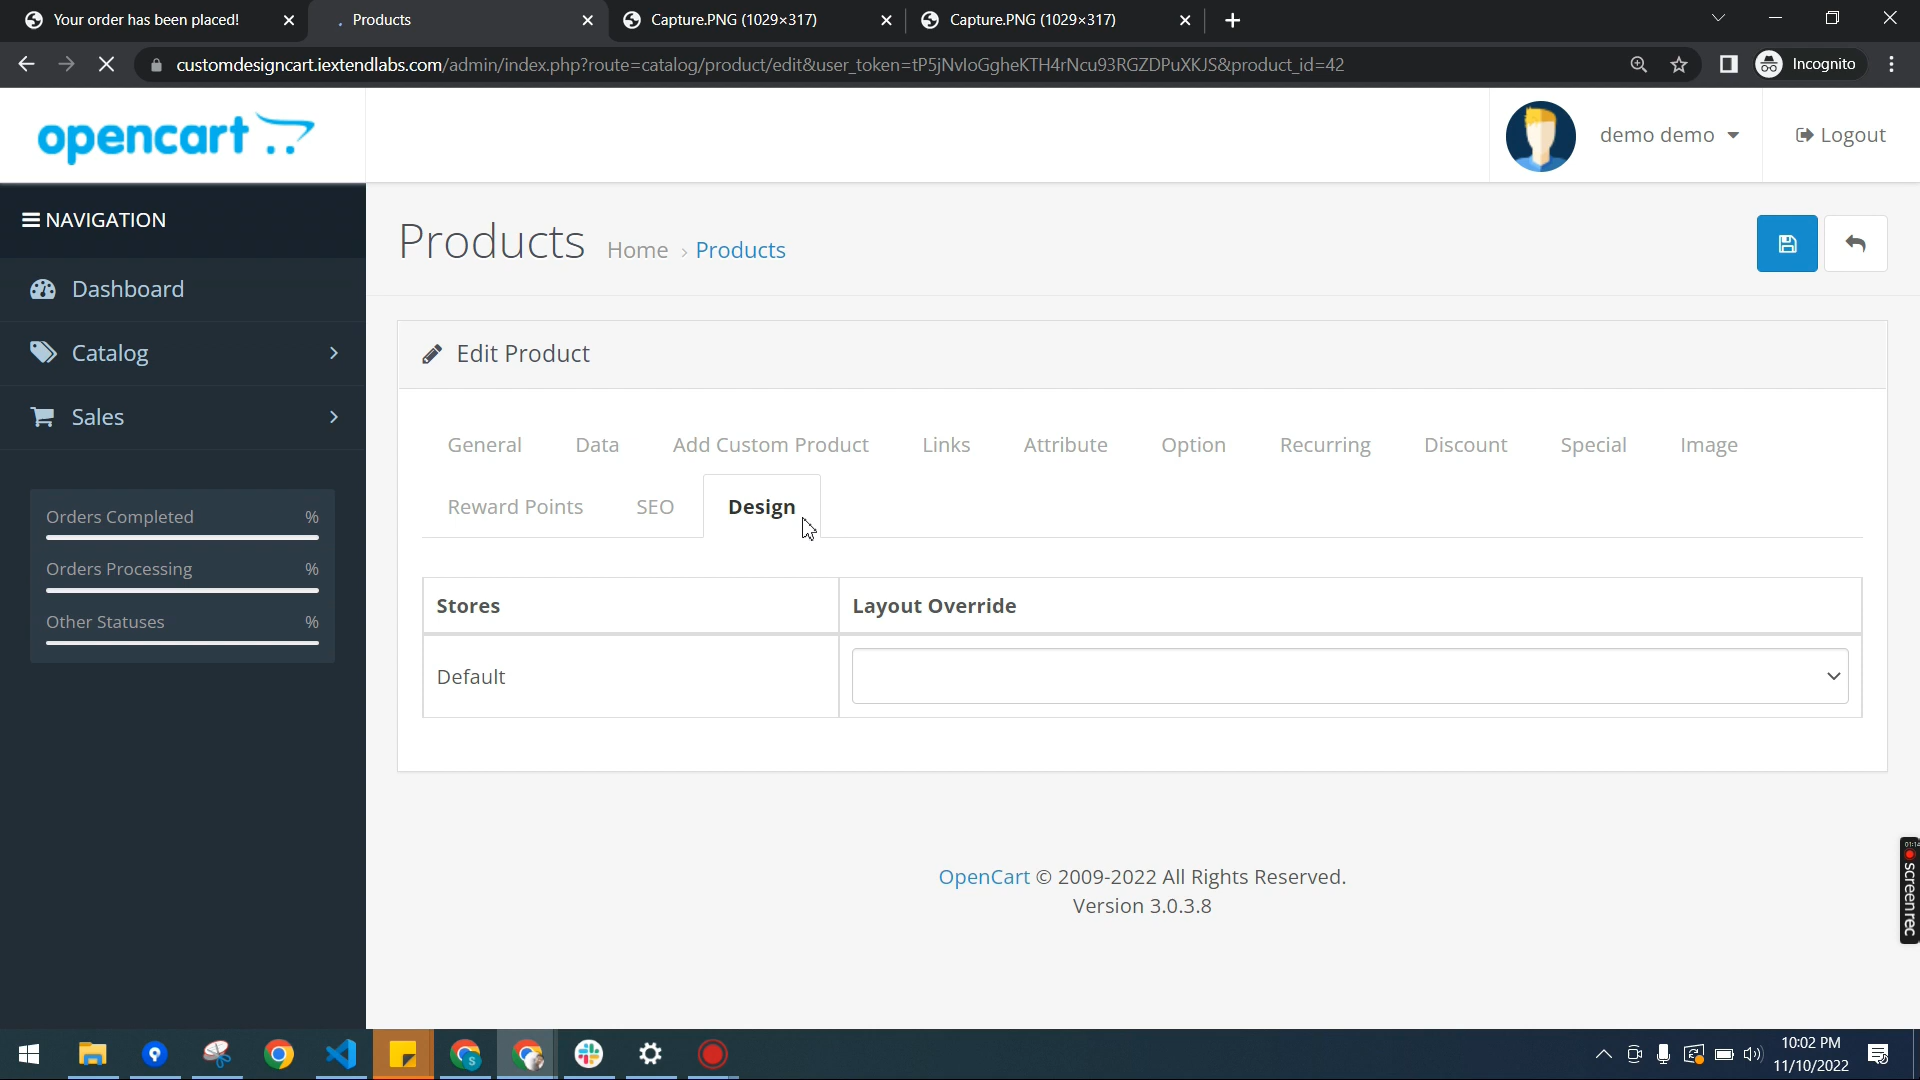 Your order has been placed!
Products
Capture.PNG (1029×317)
Capture.PNG (1029×317)
customdesigncart.iextendlabs.com/admin/index.php?route=catalog/product/edit&user_token=tP5jNvloGgheKTH4rNcu93RGZDPuXKJS&product_id=42
Incognito
opencart
demo demo
Logout
NAVIGATION
Products
Home › Products
Dashboard
Catalog
Sales
Edit Product
General
Data
Add Custom Product
Links
Attribute
Option
Recurring
Discount
Special
Image
Reward Points
SEO
Design
Orders Completed %
Orders Processing %
Other Statuses %
Stores
Layout Override
Default
OpenCart © 2009-2022 All Rights Reserved.
Version 3.0.3.8
01:14
screenrec
S
10:02 PM
11/10/2022